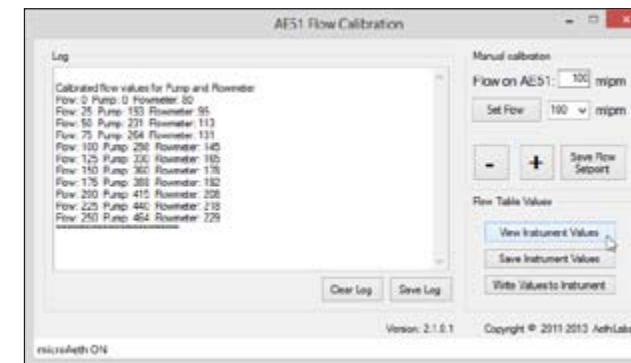 AE51 Flow Calibration
Log
Calibrated flow values for Pump and Flowmeter
Flow: 0 Pump: 0 Flowmeter: 80
Flow: 25 Pump: 193 Flowmeter: 95
Flow: 50 Pump: 231 Flowmeter: 113
Flow: 75 Pump: 264 Flowmeter: 131
Flow: 100 Pump: 298 Flowmeter: 145
Flow: 125 Pump: 330 Flowmeter: 165
Flow: 150 Pump: 360 Flowmeter: 178
Flow: 175 Pump: 388 Flowmeter: 192
Flow: 200 Pump: 415 Flowmeter: 208
Flow: 225 Pump: 440 Flowmeter: 218
Flow: 250 Pump: 464 Flowmeter: 229
====================
Clear Log Save Log
Manual calibration
Flow on AE51: 100 mlpm
Set Flow 100 mlpm
- + Save Flow
Setpoint
Flow Table Values
View Instrument Values
Save Instrument Values
Write Values to Instrument
Version: 2.1.0.1 Copyright © 2011-2013 AethLabs
microAeth ON